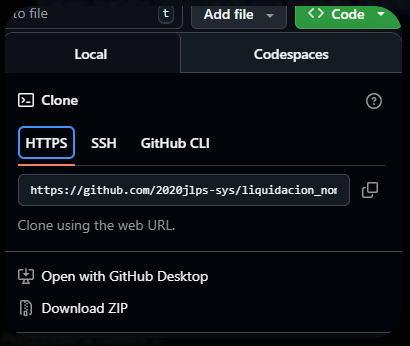 to file t Add file <> Code
Local Codespaces
Clone
HTTPS SSH GitHub CLI
https://github.com/2020jlps-sys/liquidacion_nom
Clone using the web URL.
Open with GitHub Desktop
Download ZIP